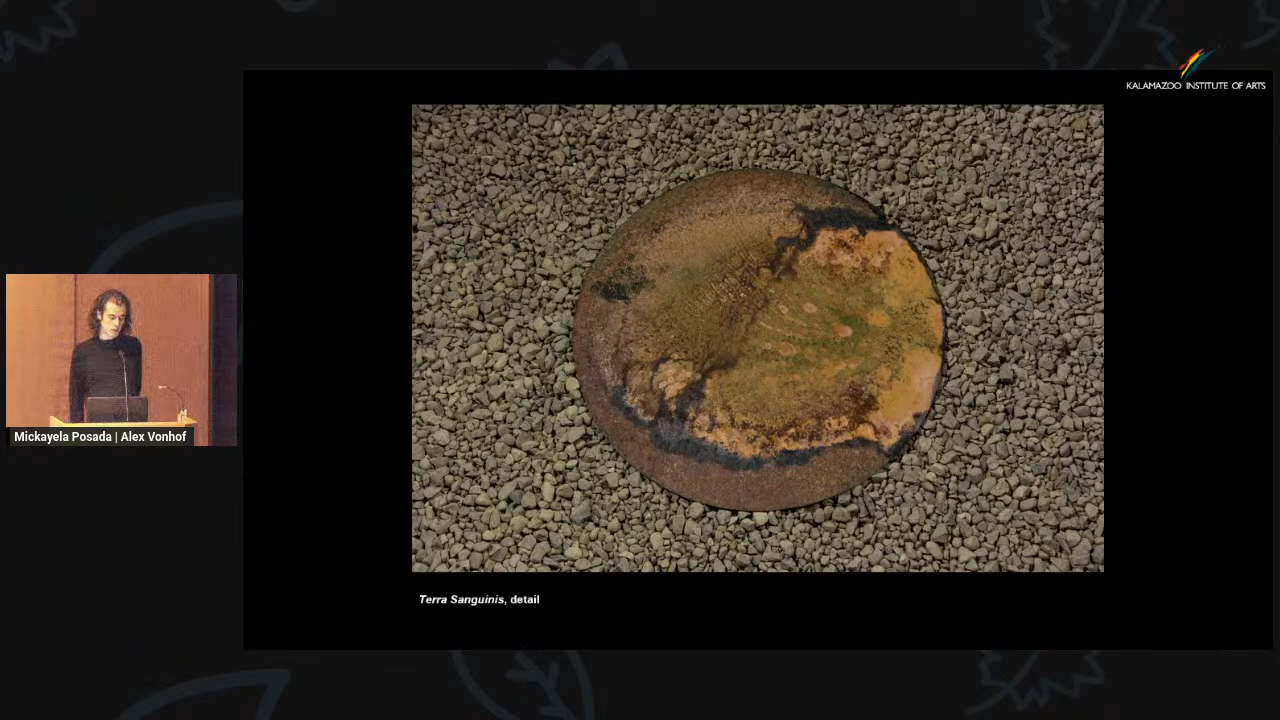 KALAMAZOO INSTITUTE OF ARTS
Mickayela Posada | Alex Vonhof
Terra Sanguinis, detail